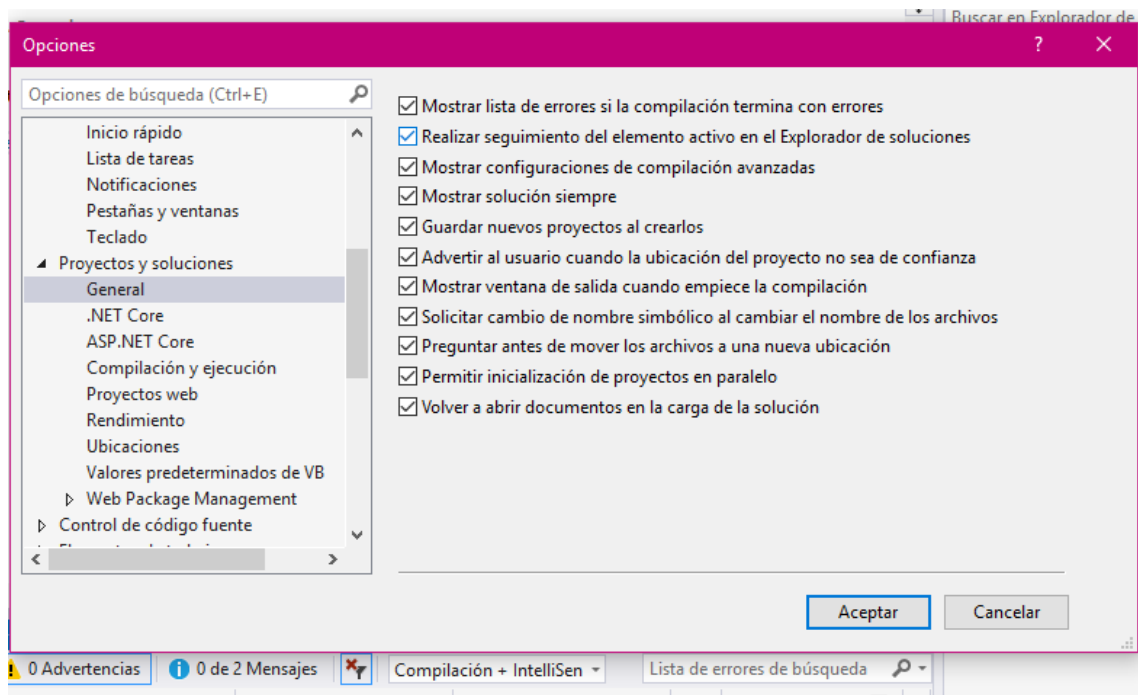 Buscar en Explorador de
Opciones
?
Opciones de búsqueda (Ctrl+E)
Inicio rápido
Lista de tareas
Notificaciones
Pestañas y ventanas
Teclado
Proyectos y soluciones
General
.NET Core
ASP.NET Core
Compilación y ejecución
Proyectos web
Rendimiento
Ubicaciones
Valores predeterminados de VB
Web Package Management
Control de código fuente
Mostrar lista de errores si la compilación termina con errores
Realizar seguimiento del elemento activo en el Explorador de soluciones
Mostrar configuraciones de compilación avanzadas
Mostrar solución siempre
Guardar nuevos proyectos al crearlos
Advertir al usuario cuando la ubicación del proyecto no sea de confianza
Mostrar ventana de salida cuando empiece la compilación
Solicitar cambio de nombre simbólico al cambiar el nombre de los archivos
Preguntar antes de mover los archivos a una nueva ubicación
Permitir inicialización de proyectos en paralelo
Volver a abrir documentos en la carga de la solución
Aceptar
Cancelar
0 Advertencias
0 de 2 Mensajes
Compilación + IntelliSen
Lista de errores de búsqueda